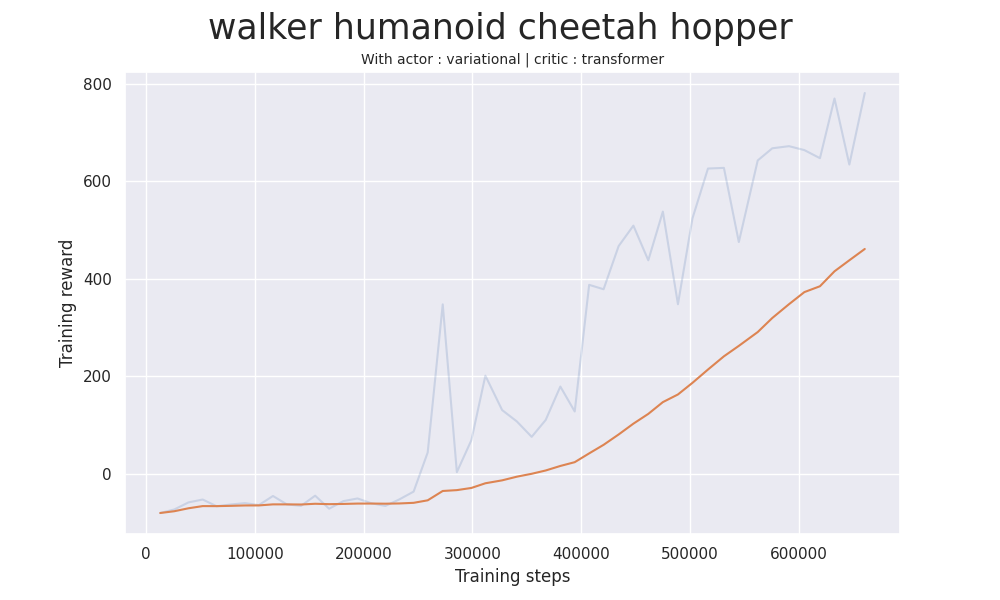 walker humanoid cheetah hopper
With actor : variational | critic : transformer
800
600
400
200
0
Training reward
0 100000 200000 300000 400000 500000 600000
Training steps